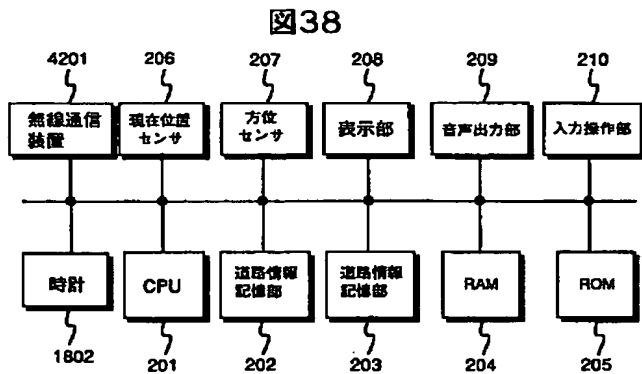 図38
4201
206
207
208
209
210
無線通信
装置
現在位置
センサ
方位
センサ
表示部
音声出力部
入力操作部
時計
CPU
道路情報
記憶部
道路情報
記憶部
RAM
ROM
1802
201
202
203
204
205